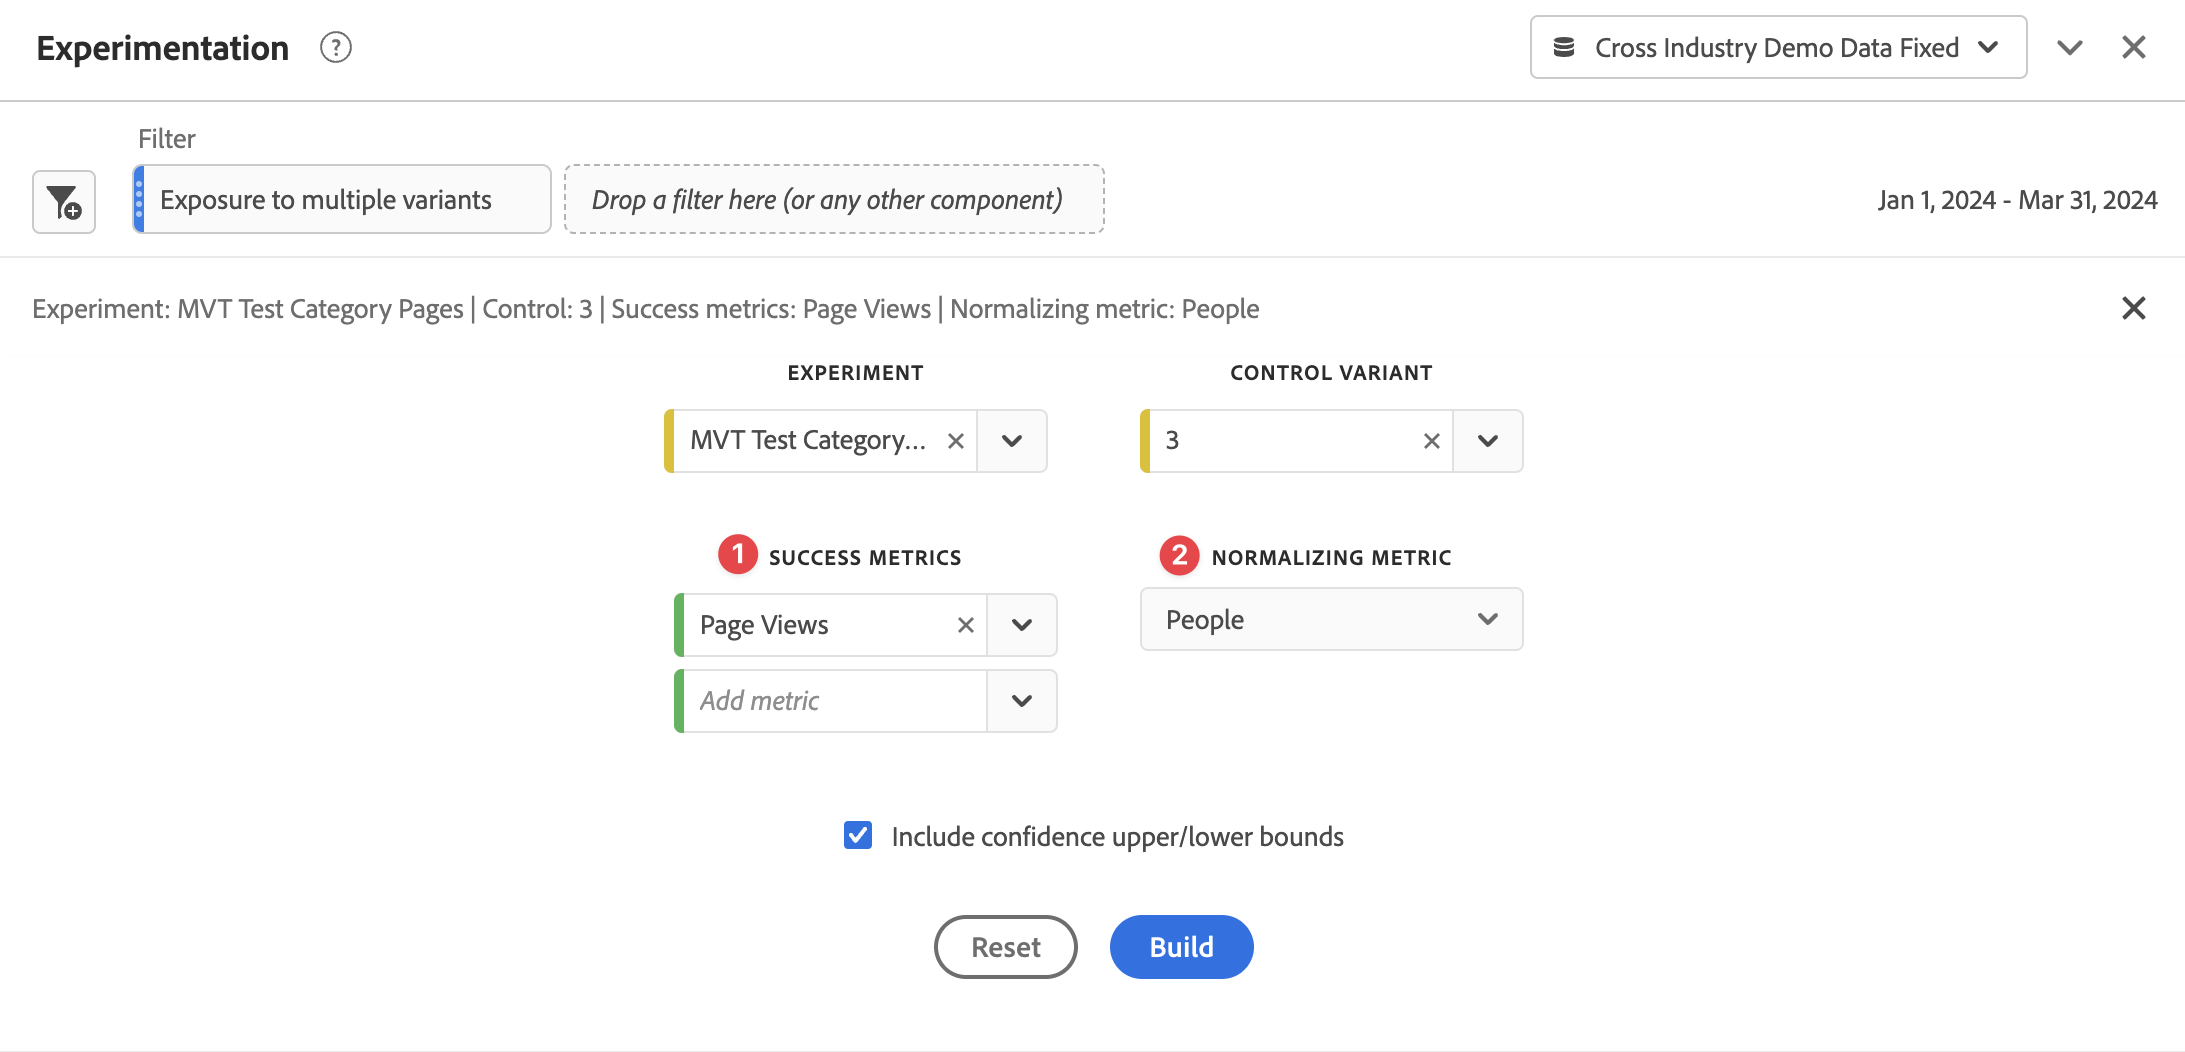 Experimentation ?
Cross Industry Demo Data Fixed
Filter
Exposure to multiple variants
Drop a filter here (or any other component)
Jan 1, 2024 - Mar 31, 2024
Experiment: MVT Test Category Pages | Control: 3 | Success metrics: Page Views | Normalizing metric: People
EXPERIMENT
CONTROL VARIANT
MVT Test Category...
3
1 SUCCESS METRICS
2 NORMALIZING METRIC
Page Views
People
Add metric
Include confidence upper/lower bounds
Reset
Build